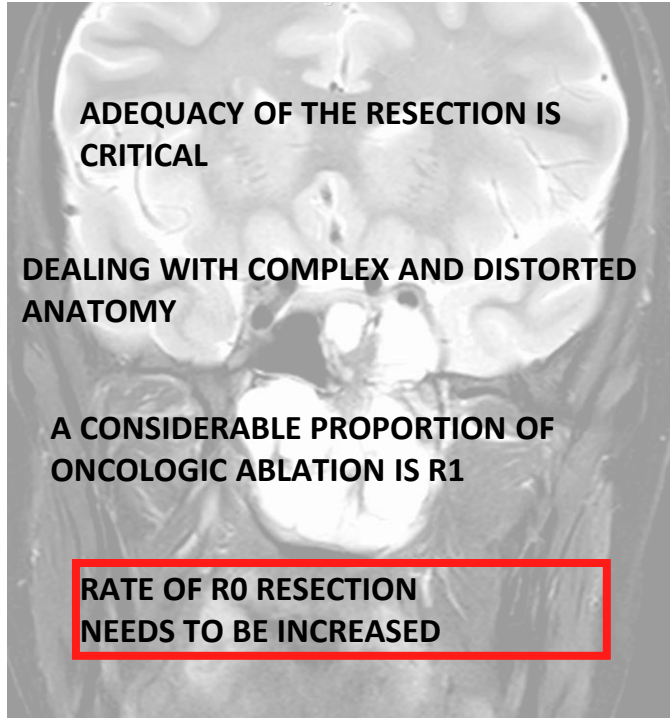 ADEQUACY OF THE RESECTION IS
CRITICAL
DEALING WITH COMPLEX AND DISTORTED
ANATOMY
A CONSIDERABLE PROPORTION OF
ONCOLOGIC ABLATION IS R1
RATE OF R0 RESECTION
NEEDS TO BE INCREASED